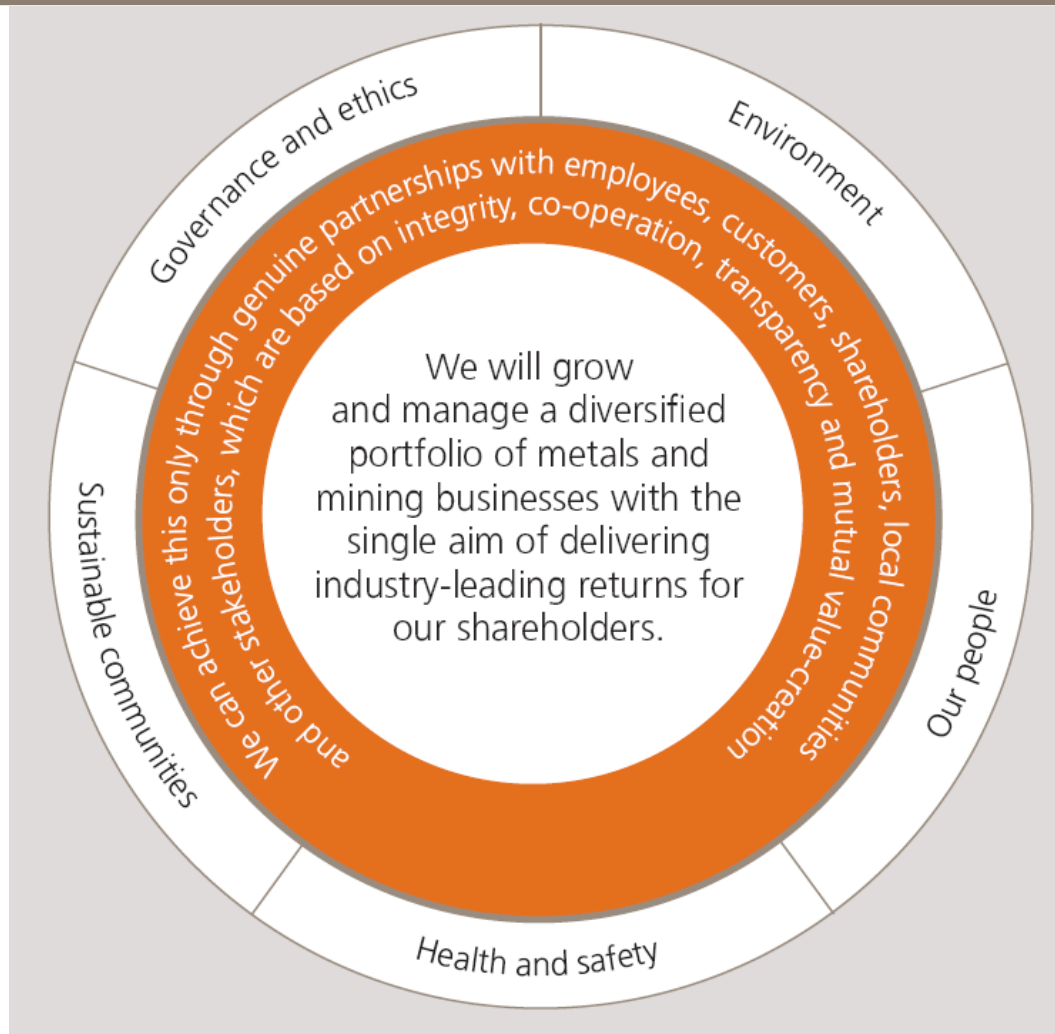 Governance and ethics
Environment
We can achieve this only through genuine partnerships with employees, customers, shareholders, local communities
and other stakeholders, which are based on integrity, co-operation, transparency and mutual value-creation
We will grow
and manage a diversified
portfolio of metals and
mining businesses with the
single aim of delivering
industry-leading returns for
our shareholders.
Sustainable communities
Our people
Health and safety